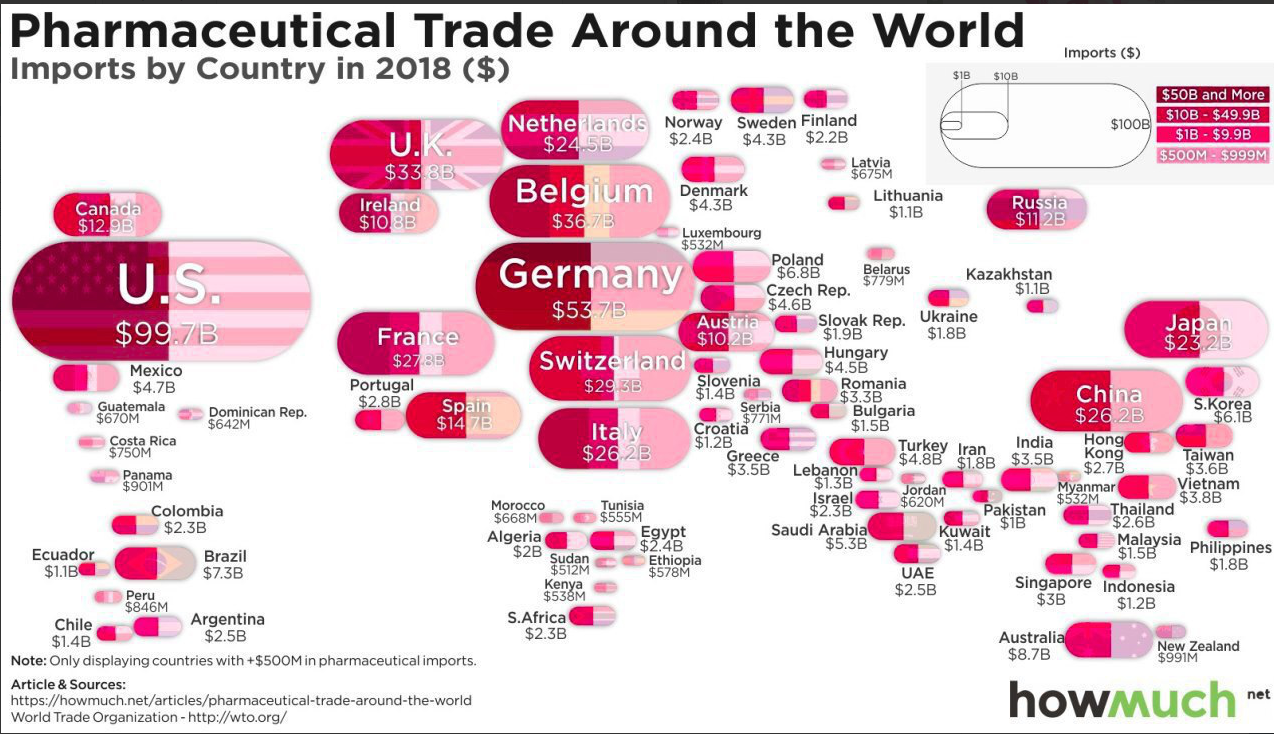 Pharmaceutical Trade Around the World
Imports by Country in 2018 ($)
Imports ($)
$1B
$10B
$100B
$50B and More
$10B - $49.9B
$1B - $9.9B
$500M - $999M
Canada
$12.9B
U.S.
$99.7B
Mexico
$4.7B
Guatemala
$670M
Dominican Rep.
$642M
Costa Rica
$750M
Panama
$901M
Colombia
$2.3B
Ecuador
$1.1B
Brazil
$7.3B
Peru
$846M
Chile
$1.4B
Argentina
$2.5B
U.K.
$33.8B
Ireland
$10.8B
France
$27.8B
Portugal
$2.8B
Spain
$14.7B
Netherlands
$24.5B
Belgium
$36.7B
Luxembourg
$532M
Germany
$53.7B
Switzerland
$29.3B
Italy
$26.2B
Norway
$2.4B
Sweden
$4.3B
Finland
$2.2B
Denmark
$4.3B
Latvia
$675M
Lithuania
$1.1B
Russia
$11.2B
Poland
$6.8B
Czech Rep.
$4.6B
Belarus
$779M
Kazakhstan
$1.1B
Ukraine
$1.8B
Austria
$10.2B
Slovak Rep.
$1.9B
Hungary
$4.5B
Slovenia
$1.4B
Romania
$3.3B
Serbia
$771M
Bulgaria
$1.5B
Croatia
$1.2B
Greece
$3.5B
Japan
$23.2B
China
$26.2B
S.Korea
$6.1B
Hong
Kong
$2.7B
Taiwan
$3.6B
Turkey
$4.8B
Iran
$1.8B
India
$3.5B
Lebanon
$1.3B
Jordan
$620M
Israel
$2.3B
Pakistan
$1B
Myanmar
$532M
Vietnam
$3.8B
Saudi Arabia
$5.3B
Kuwait
$1.4B
UAE
$2.5B
Thailand
$2.6B
Malaysia
$1.5B
Philippines
$1.8B
Singapore
$3B
Indonesia
$1.2B
Australia
$8.7B
New Zealand
$991M
Morocco
$668M
Tunisia
$555M
Algeria
$2B
Egypt
$2.4B
Sudan
$512M
Ethiopia
$578M
Kenya
$538M
S.Africa
$2.3B
Note: Only displaying countries with +$500M in pharmaceutical imports.
Article & Sources:
https://howmuch.net/articles/pharmaceutical-trade-around-the-world
World Trade Organization - http://wto.org/
howmuch net